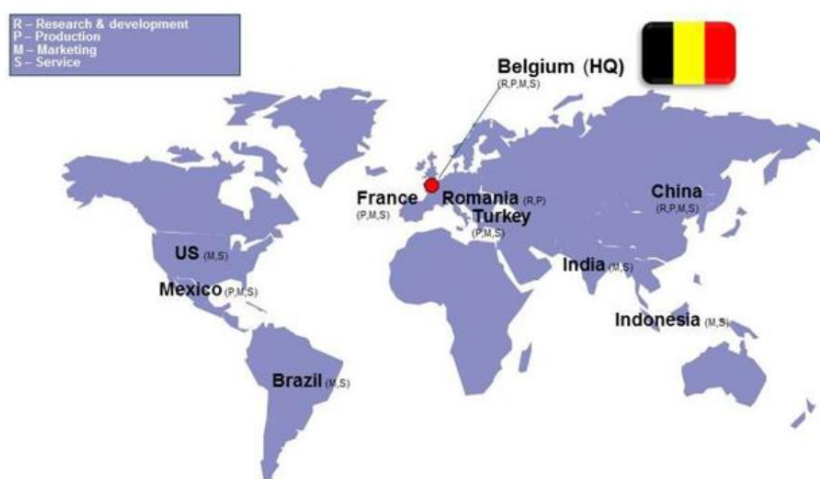 R – Research & development
P – Production
M – Marketing
S – Service
Belgium (HQ)
(R,P,M,S)
France
(P,M,S)
Romania (R,P)
Turkey
(P,M,S)
China
(R,P,M,S)
US (M,S)
Mexico (P,M,S)
India (M,S)
Indonesia (M,S)
Brazil (M,S)